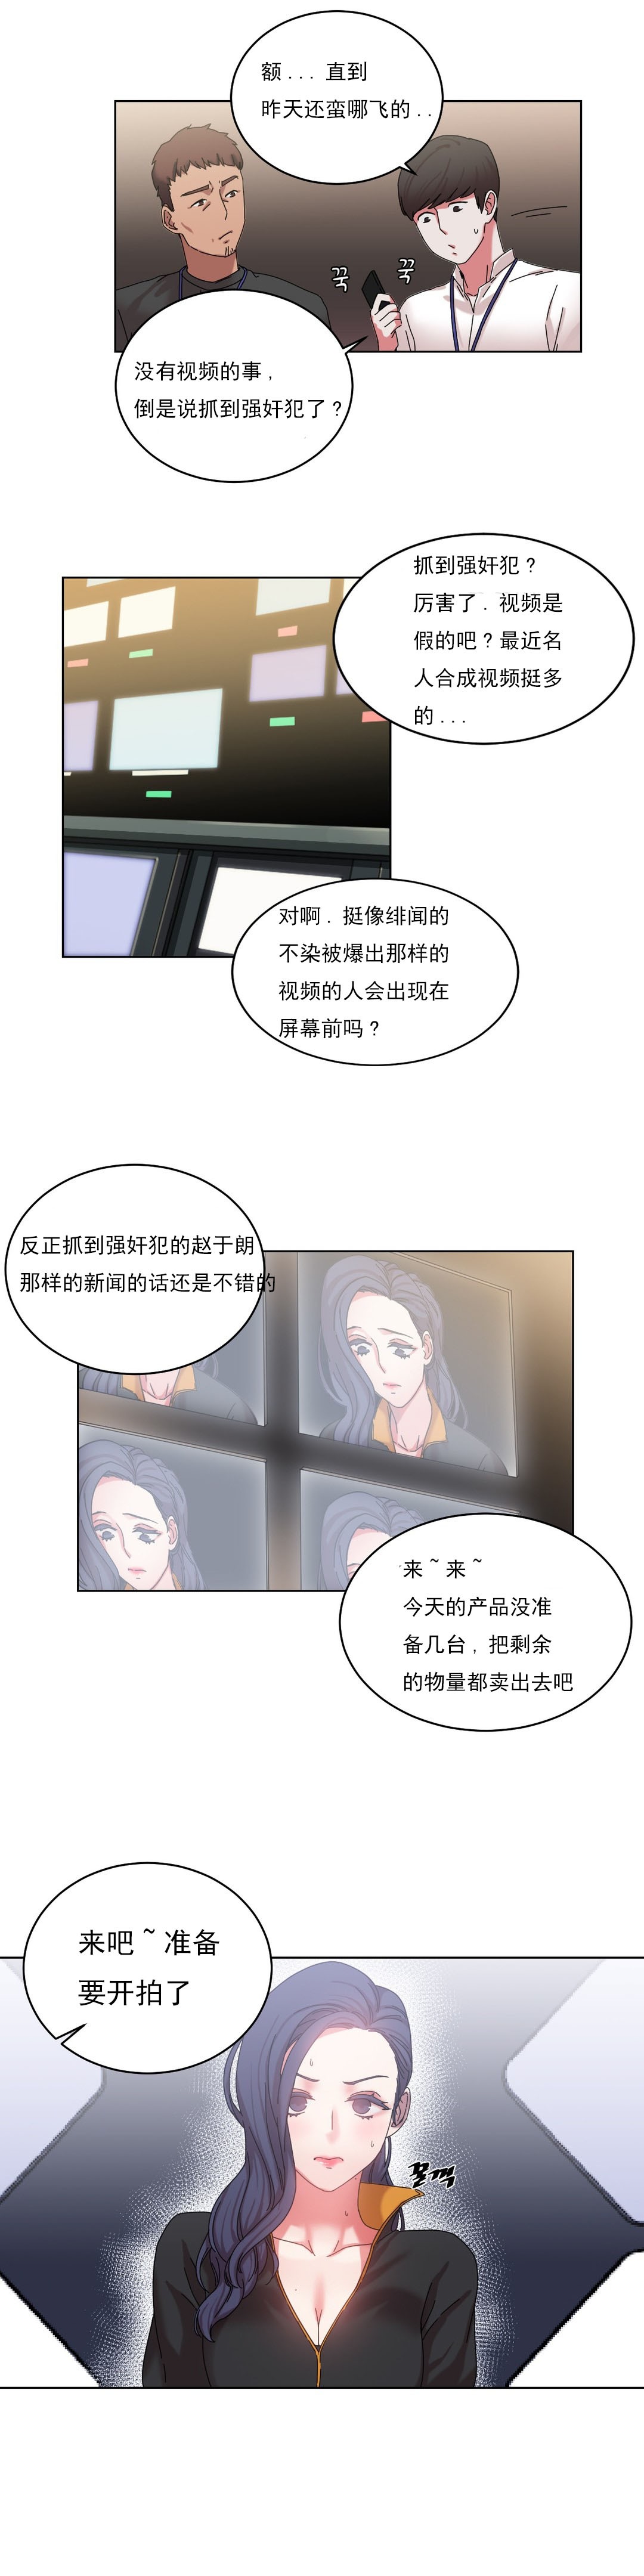 额...直到
昨天还蛮哪飞的..
꾹
꾹
没有视频的事,
倒是说抓到强奸犯了?
抓到强奸犯?
厉害了.视频是
假的吧?最近名
人合成视频挺多
的...
对啊.挺像绯闻的
不染被爆出那样的
视频的人会出现在
屏幕前吗?
反正抓到强奸犯的赵于朗
那样的新闻的话还是不错的
来~来~
今天的产品没准
备几台,把剩余
的物量都卖出去吧
来吧~准备
要开拍了
꼴깍